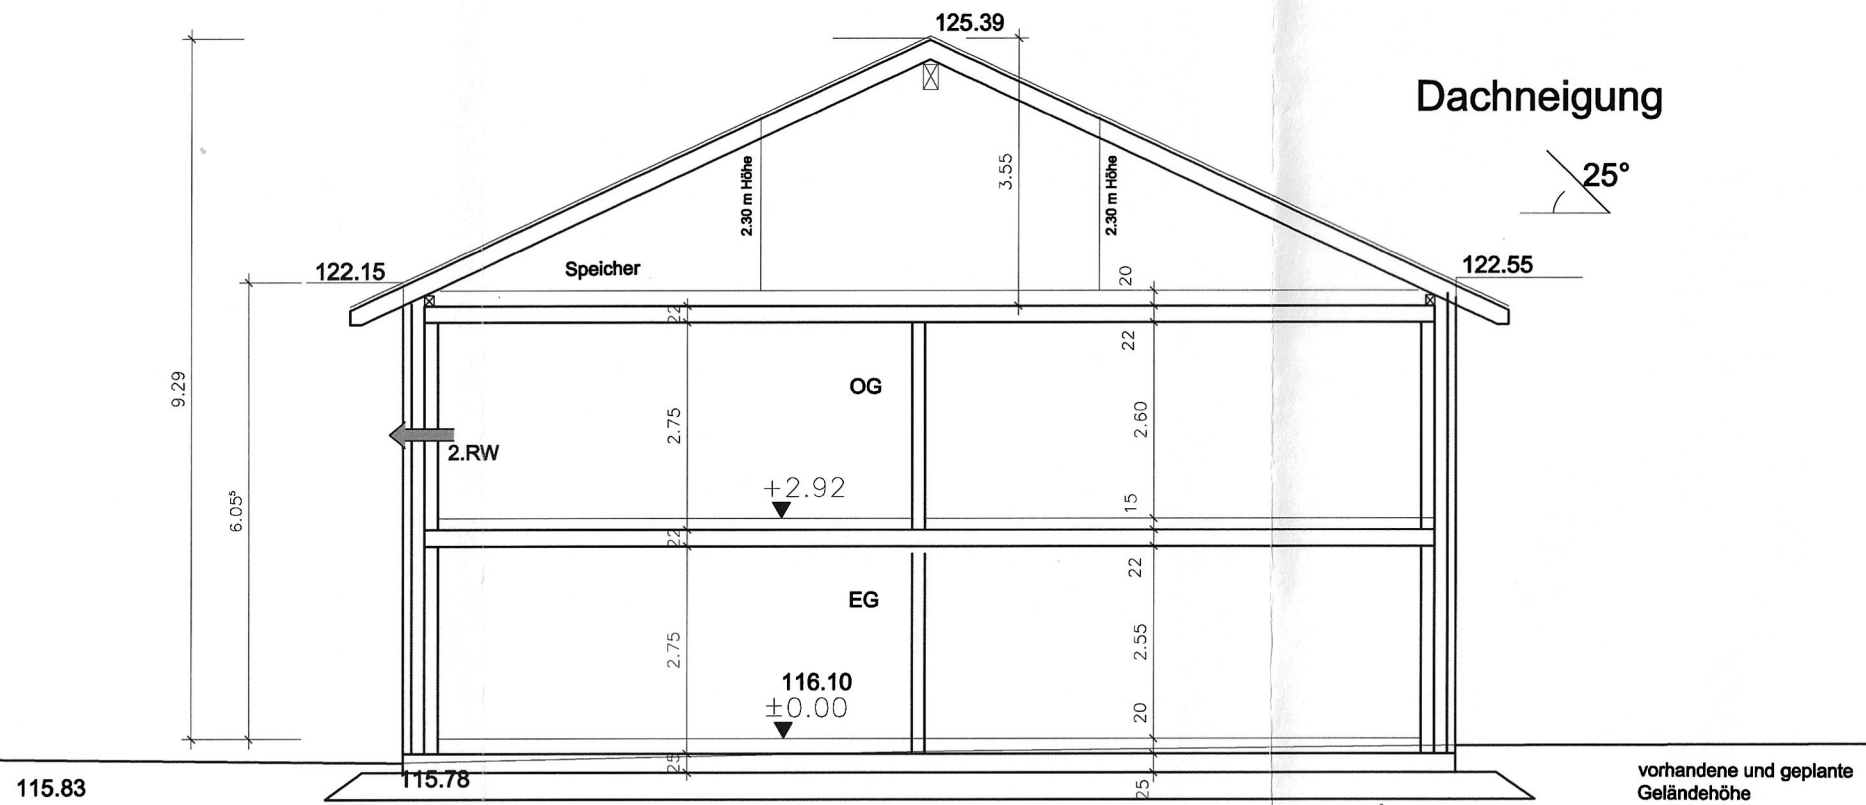 125.39
Dachneigung
25°
3.55
2.30 m Höhe
2.30 m Höhe
122.15
Speicher
20
122.55
22
22
9.29
OG
2.75
2.60
2.RW
+2.92
6.05⁵
15
22
22
EG
2.75
2.55
116.10
±0.00
20
25
115.78
115.83
25
vorhandene und geplante
Geländehöhe